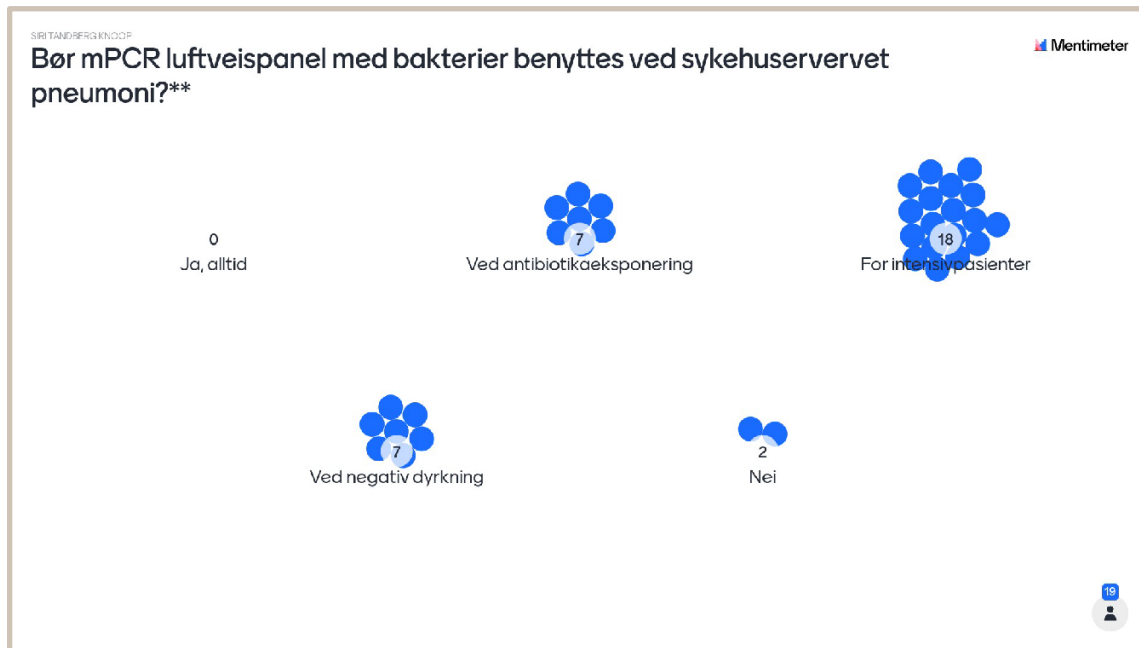 SIRI TANDBERG KNOOP
Bør mPCR luftveispanel med bakterier benyttes ved sykehuservervet
pneumoni?**
Mentimeter
0
Ja, alltid
7
Ved antibiotikaeksponering
18
For intensivpasienter
7
Ved negativ dyrkning
2
Nei
19